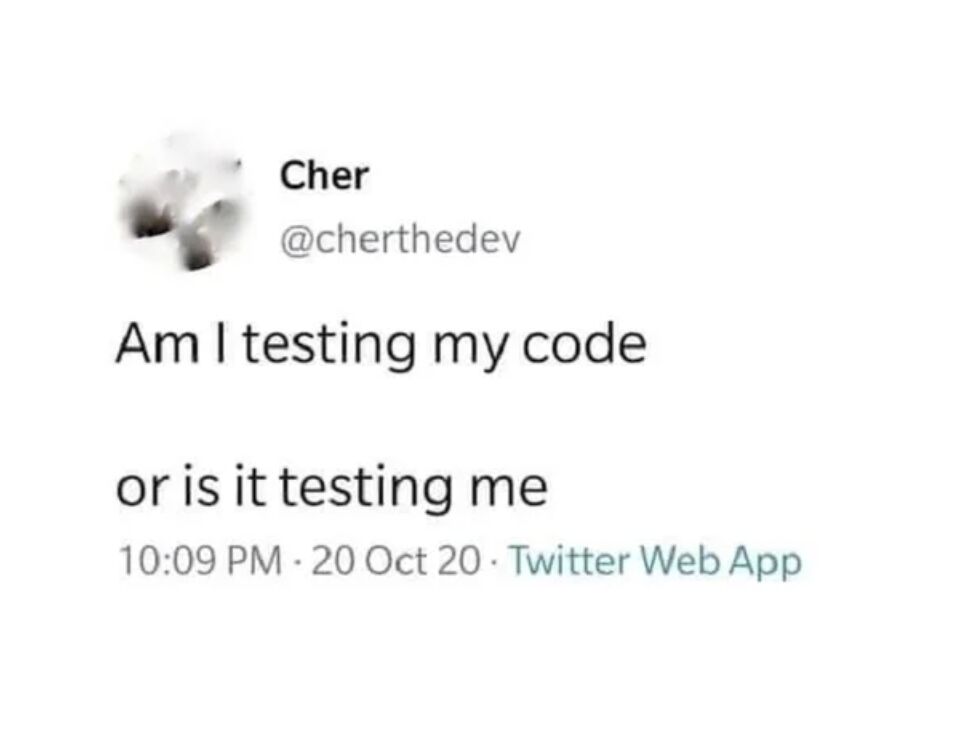 Cher
@cherthedev
Am I testing my code
or is it testing me
10:09 PM · 20 Oct 20 · Twitter Web App